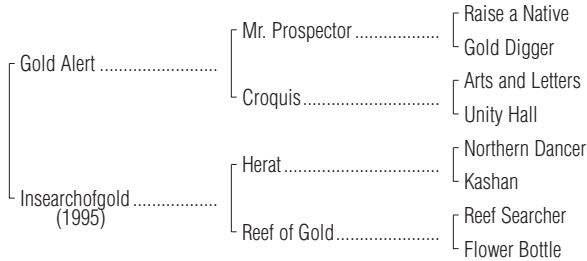 Raise a Native
Mr. Prospector ...................
Gold Digger
Gold Alert ..........................
Arts and Letters
Croquis ...............................
Unity Hall
Northern Dancer
Herat ...................................
Kashan
Insearchofgold ..................
(1995)
Reef Searcher
Reef of Gold .......................
Flower Bottle